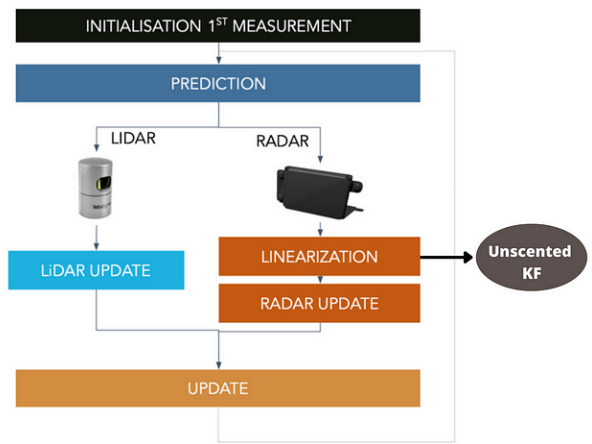 INITIALISATION 1ST MEASUREMENT
PREDICTION
LIDAR
RADAR
LINEARIZATION
Unscented
KF
LiDAR UPDATE
RADAR UPDATE
UPDATE